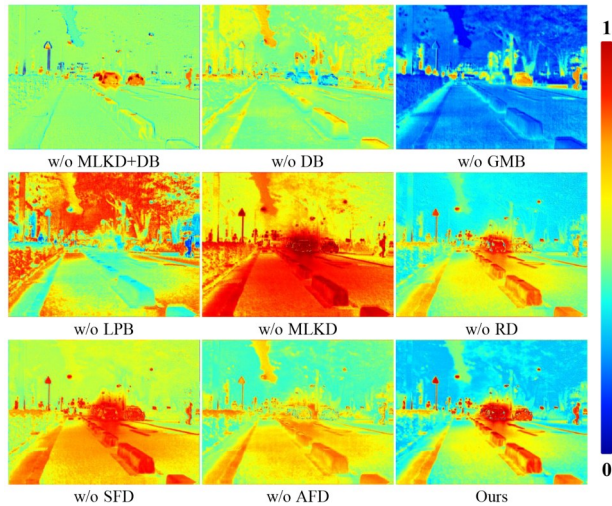 1
w/o MLKD+DB w/o DB w/o GMB
w/o LPB w/o MLKD w/o RD
w/o SFD w/o AFD Ours
0